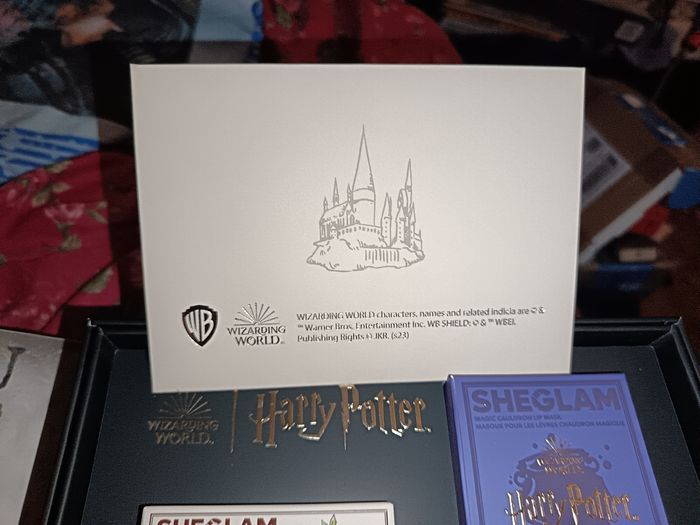 WB
WIZARDING
WORLD
WIZARDING WORLD characters, names and related indicia are © &
™ Warner Bros. Entertainment Inc. WB SHIELD: © & ™ WBEI.
Publishing Rights © JKR. (s23)
WIZARDING
WORLD
Harry Potter
SHEGLAM
MAGIC CAULDRON LIP MASK
MASQUE POUR LES LÈVRES CHAUDRON MAGIQUE
WIZARDING
WORLD
Harry Potter
SHEGLAM